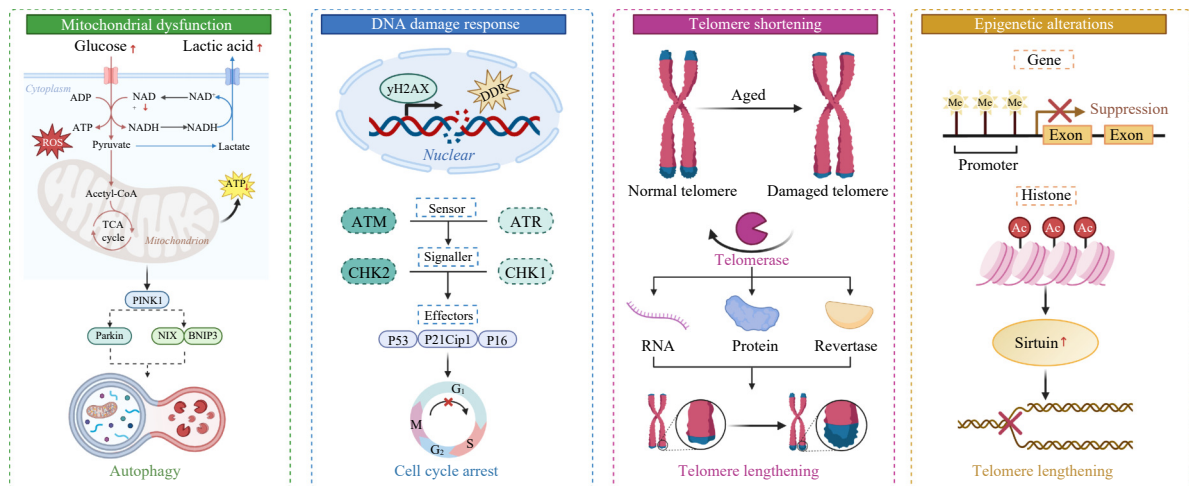 Mitochondrial dysfunction
Glucose ↑
Lactic acid ↑
Cytoplasm
ADP
NAD
+ ↓
NAD⁺
ATP
NADH
NADH
ROS
Pyruvate
Lactate
Acetyl-CoA
ATP↓
TCA
cycle
Mitochondrion
PINK1
Parkin
NIX
BNIP3
Autophagy
DNA damage response
yH2AX
DDR
Nuclear
Sensor
ATM
ATR
Signaller
CHK2
CHK1
Effectors
P53
P21Cip1
P16
G₁
M
S
G₂
Cell cycle arrest
Telomere shortening
Aged
Normal telomere
Damaged telomere
Telomerase
RNA
Protein
Revertase
Telomere lengthening
Epigenetic alterations
Gene
Me
Me
Me
Suppression
Exon
Exon
Promoter
Histone
Ac
Ac
Ac
Sirtuin↑
Telomere lengthening